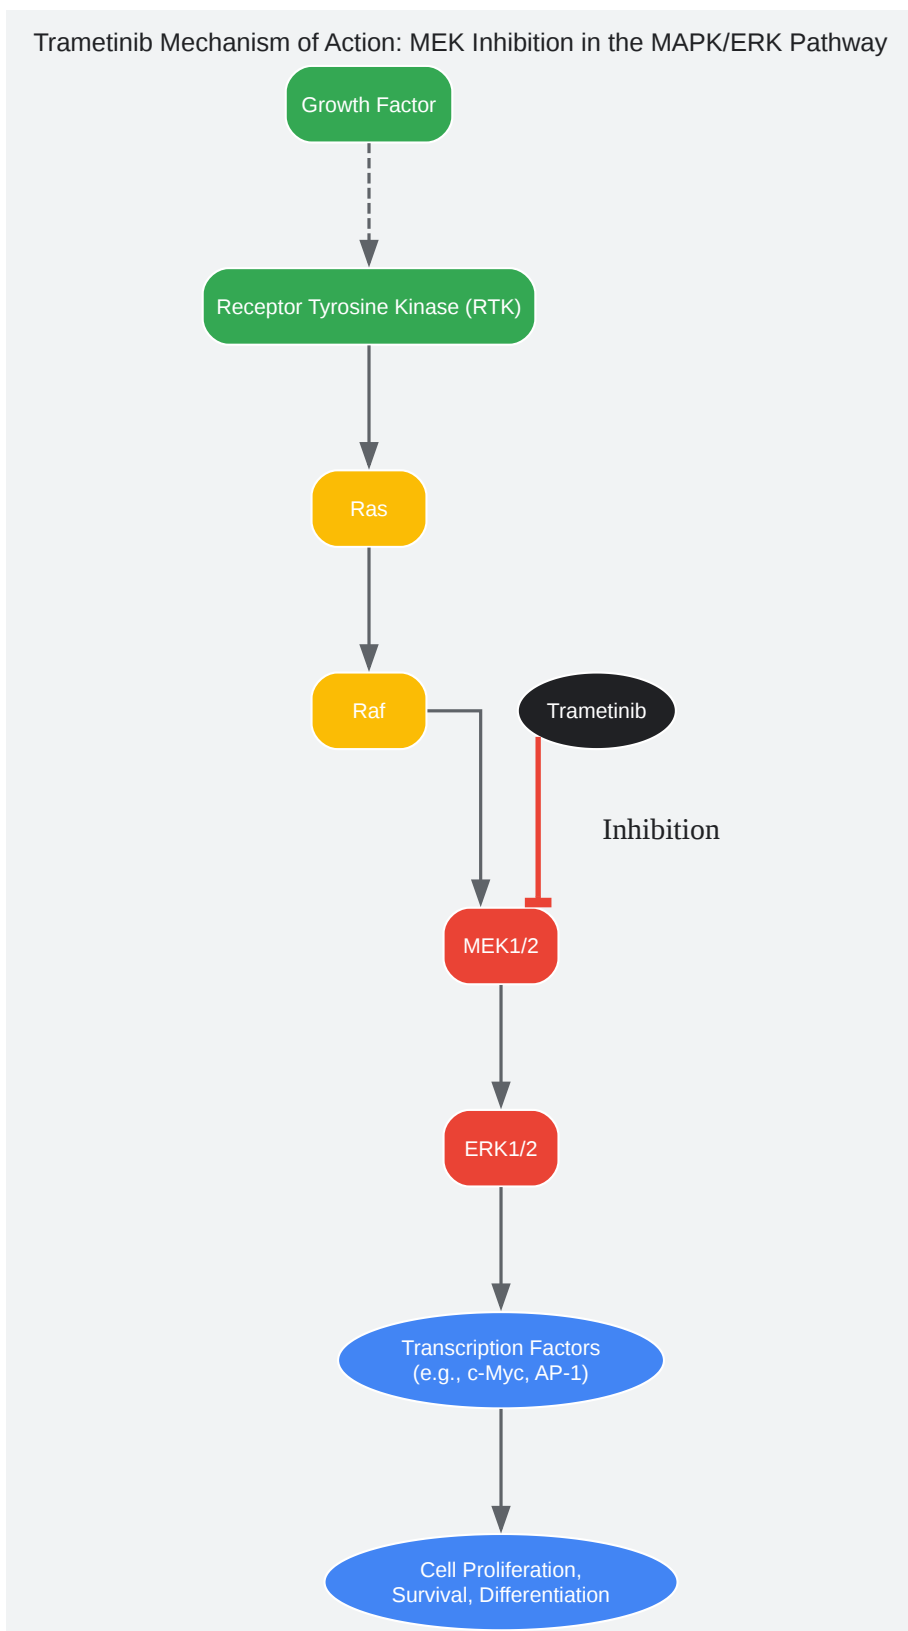 Trametinib Mechanism of Action: MEK Inhibition in the MAPK/ERK Pathway
Growth Factor
Receptor Tyrosine Kinase (RTK)
Ras
Raf
Trametinib
Inhibition
MEK1/2
ERK1/2
Transcription Factors
(e.g., c-Myc, AP-1)
Cell Proliferation,
Survival, Differentiation